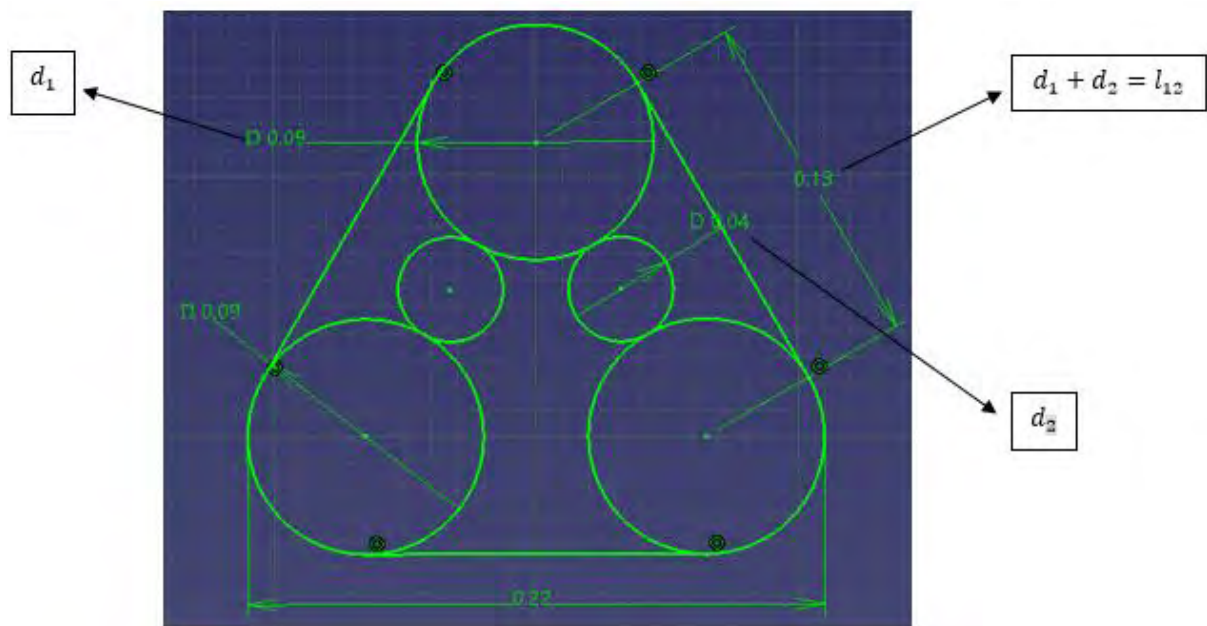 d₁
d₁ + d₂ = l₁₂
D 0,09
0,13
D 0,04
D 0,09
d₂
0,22